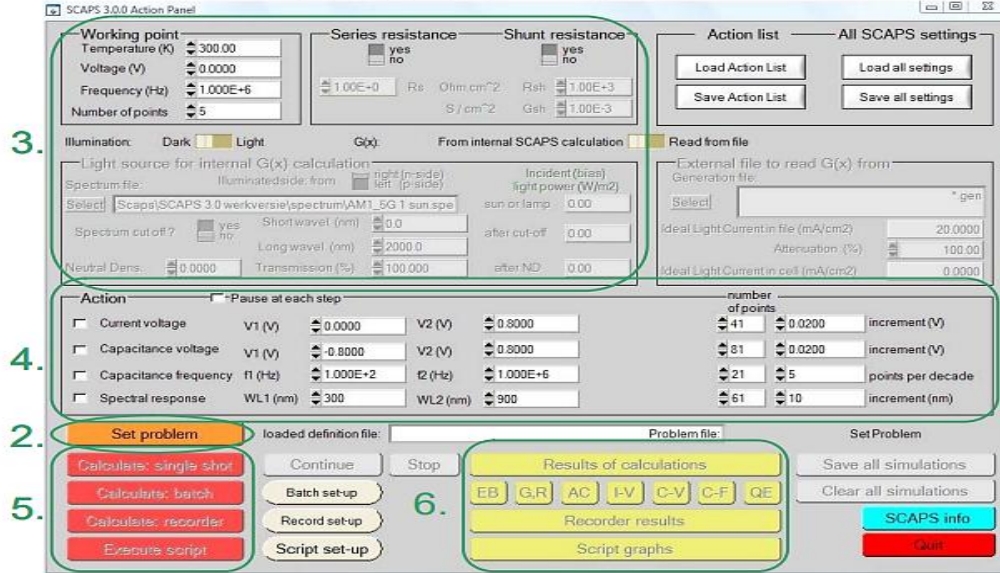 SCAPS 3.0.0 Action Panel
Working point
Temperature (K) 300.00
Voltage (V) 0.0000
Frequency (Hz) 1.000E+6
Number of points 5
Series resistance Shunt resistance
yes yes
no no
1.00E+0 Rs Ohm.cm^2 Rsh 1.00E+3
S / cm^2 Gsh 1.00E-3
Action list All SCAPS settings
Load Action List Load all settings
Save Action List Save all settings
3.
Illumination: Dark Light G(x): From internal SCAPS calculation Read from file
Light source for internal G(x) calculation
Spectrum file: Illuminated side: from right (n-side)
left (p-side)
Incident (bias)
light power (W/m2)
Select Scaps\SCAPS 3.0 werkversie\spectrum\AM1_5G 1 sun.spe sun or lamp 0.00
Spectrum cut off ? yes
no
Short wavel. (nm) 0.0
Long wavel. (nm) 2000.0
after cut-off 0.00
Neutral Dens. 0.0000 Transmission (%) 100.000 after ND 0.00
External file to read G(x) from
Generation file:
Select *.gen
Ideal Light Current in file (mA/cm2) 20.0000
Attenuation (%) 100.00
Ideal Light Current in cell (mA/cm2) 0.0000
4.
Action Pause at each step number
of points
Current voltage V1 (V) 0.0000 V2 (V) 0.8000 41 0.0200 increment (V)
Capacitance voltage V1 (V) -0.8000 V2 (V) 0.8000 81 0.0200 increment (V)
Capacitance frequency f1 (Hz) 1.000E+2 f2 (Hz) 1.000E+6 21 5 points per decade
Spectral response WL1 (nm) 300 WL2 (nm) 900 61 10 increment (nm)
2. Set problem loaded definition file: Problem file: Set Problem
5.
Calculate: single shot Continue Stop Results of calculations Save all simulations
Calculate: batch Batch set-up 6. EB G,R AC I-V C-V C-F QE Clear all simulations
Calculate: recorder Record set-up Recorder results SCAPS info
Execute script Script set-up Script graphs Quit